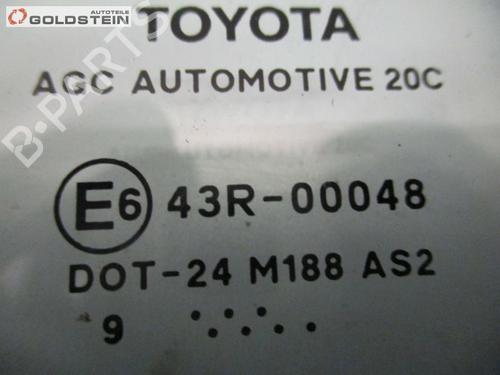 AUTOTEILE
GOLDSTEIN
TOYOTA
AGC AUTOMOTIVE 20C
B-PARTS
E6 43R-00048
DOT-24 M188 AS2
9